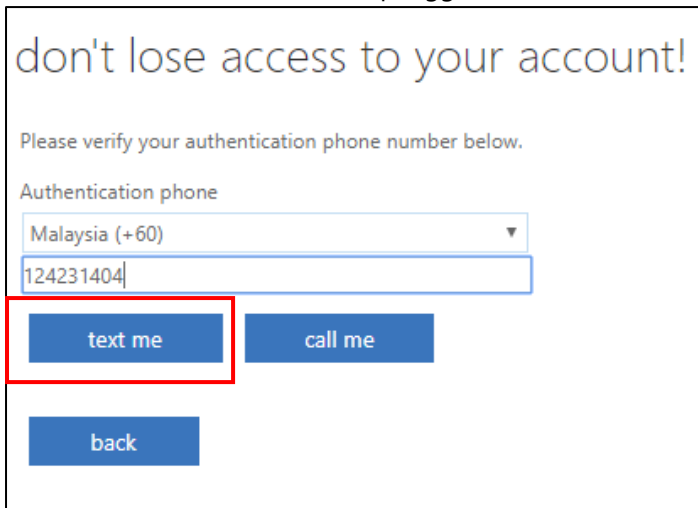 don't lose access to your account!
Please verify your authentication phone number below.
Authentication phone
Malaysia (+60)
124231404
text me call me
back